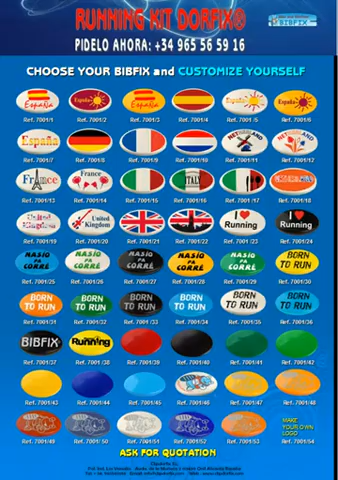 RUNNING KIT DORFIX®
BIBFIX
PIDELO AHORA: +34 965 56 59 16
CHOOSE YOUR BIBFIX and CUSTOMIZE YOURSELF
España España España España España
Ref. 7001/1 Ref. 7001/2 Ref. 7001/3 Ref. 7001/4 Ref. 7001/5 Ref. 7001/6
España NETHERLAND
Ref. 7001/7 Ref. 7001/8 Ref. 7001/9 Ref. 7001/10 Ref. 7001/11 Ref. 7001/12
France France ITALY
Ref. 7001/13 Ref. 7001/14 Ref. 7001/15 Ref. 7001/16 Ref. 7001/17 Ref. 7001/18
United Kingdom United Kingdom I ♥ Running I ♥ Running
Ref. 7001/19 Ref. 7001/20 Ref. 7001/21 Ref. 7001/22 Ref. 7001/23 Ref. 7001/24
NASIO PA CORRE NASIO PA CORRE NASIO PA CORRE NASIO PA CORRE NASIO PA CORRE BORN TO RUN
Ref. 7001/25 Ref. 7001/26 Ref. 7001/27 Ref. 7001/28 Ref. 7001/29 Ref. 7001/30
BORN TO RUN BORN TO RUN BORN TO RUN BORN TO RUN BORN TO RUN BORN TO RUN
Ref. 7001/31 Ref. 7001/32 Ref. 7001/33 Ref. 7001/34 Ref. 7001/35 Ref. 7001/36
BIBFIX Running
Ref. 7001/37 Ref. 7001/38 Ref. 7001/39 Ref. 7001/40 Ref. 7001/41 Ref. 7001/42
Ref. 7001/43 Ref. 7001/44 Ref. 7001/45 Ref. 7001/46 Ref. 7001/47 Ref. 7001/48
MAKE YOUR OWN LOGO
Ref. 7001/49 Ref. 7001/50 Ref. 7001/51 Ref. 7001/52 Ref. 7001/53 Ref. 7001/54
ASK FOR QUOTATION